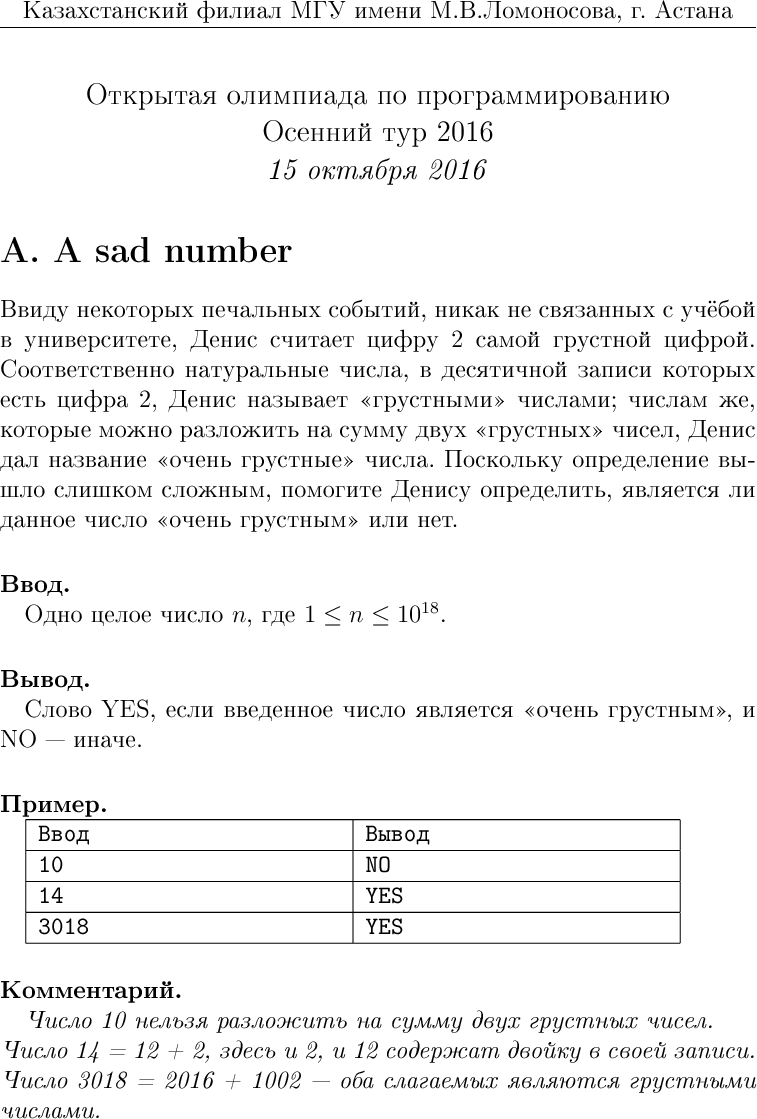 Казахстанский филиал МГУ имени М.В.Ломоносова, г. Астана
Открытая олимпиада по программированию
Осенний тур 2016
15 октября 2016
A. A sad number
Ввиду некоторых печальных событий, никак не связанных с учёбой
в университете, Денис считает цифру 2 самой грустной цифрой.
Соответственно натуральные числа, в десятичной записи которых
есть цифра 2, Денис называет «грустными» числами; числам же,
которые можно разложить на сумму двух «грустных» чисел, Денис
дал название «очень грустные» числа. Поскольку определение вы-
шло слишком сложным, помогите Денису определить, является ли
данное число «очень грустным» или нет.
Ввод.
Одно целое число n, где 1 ≤ n ≤ 10¹⁸.
Вывод.
Слово YES, если введенное число является «очень грустным», и
NO — иначе.
Пример.
Ввод Вывод
10 NO
14 YES
3018 YES
Комментарий.
Число 10 нельзя разложить на сумму двух грустных чисел.
Число 14 = 12 + 2, здесь и 2, и 12 содержат двойку в своей записи.
Число 3018 = 2016 + 1002 — оба слагаемых являются грустными
числами.